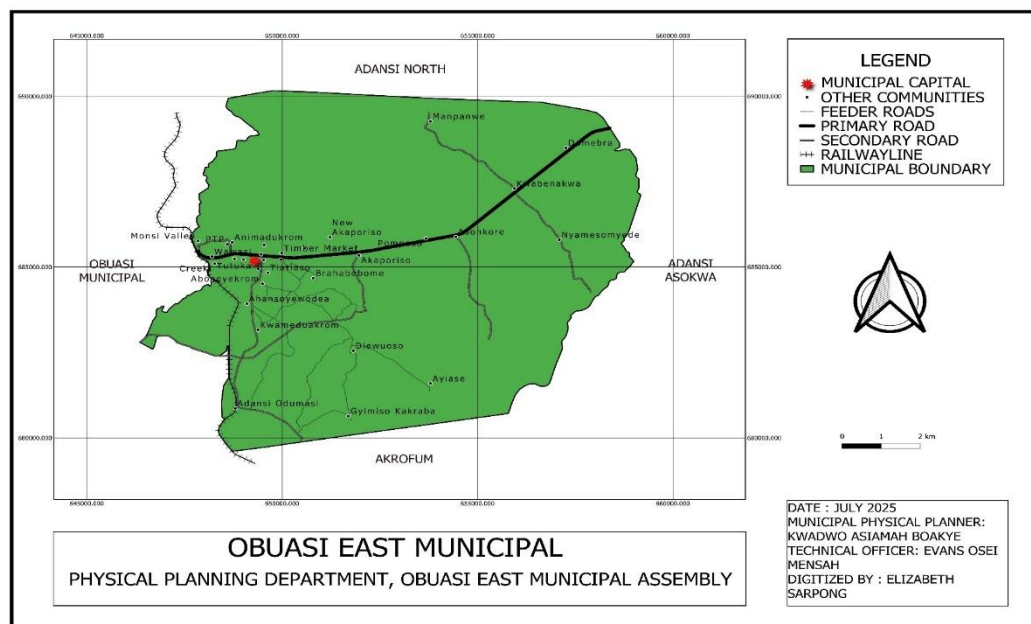 645000.000 650000.000 655000.000 660000.000
ADANSI NORTH
690000.000 690000.000
Manpanwe
Domebra
Kwabenakwa
New
Akaporiso
Monsi Valley PTP Animadukrom
Pomposo Asonkore Nyamesomyede
Wawasi Timber Market Akaporiso
685000.000 685000.000
OBUASI
MUNICIPAL
ADANSI
ASOKWA
Creek Tutuka Tiatiaso
Brahabebome
Ahansoyewodea
Kwameduakrom
Diewuoso
Ayiase
Adansi Odumasi
Gyimiso Kakraba
680000.000 680000.000
AKROFUM
645000.000 650000.000 655000.000 660000.000
LEGEND
MUNICIPAL CAPITAL
OTHER COMMUNITIES
FEEDER ROADS
PRIMARY ROAD
SECONDARY ROAD
RAILWAYLINE
MUNICIPAL BOUNDARY
0 1 2 km
OBUASI EAST MUNICIPAL
PHYSICAL PLANNING DEPARTMENT, OBUASI EAST MUNICIPAL ASSEMBLY
DATE : JULY 2025
MUNICIPAL PHYSICAL PLANNER:
KWADWO ASIAMAH BOAKYE
TECHNICAL OFFICER: EVANS OSEI
MENSAH
DIGITIZED BY : ELIZABETH
SARPONG